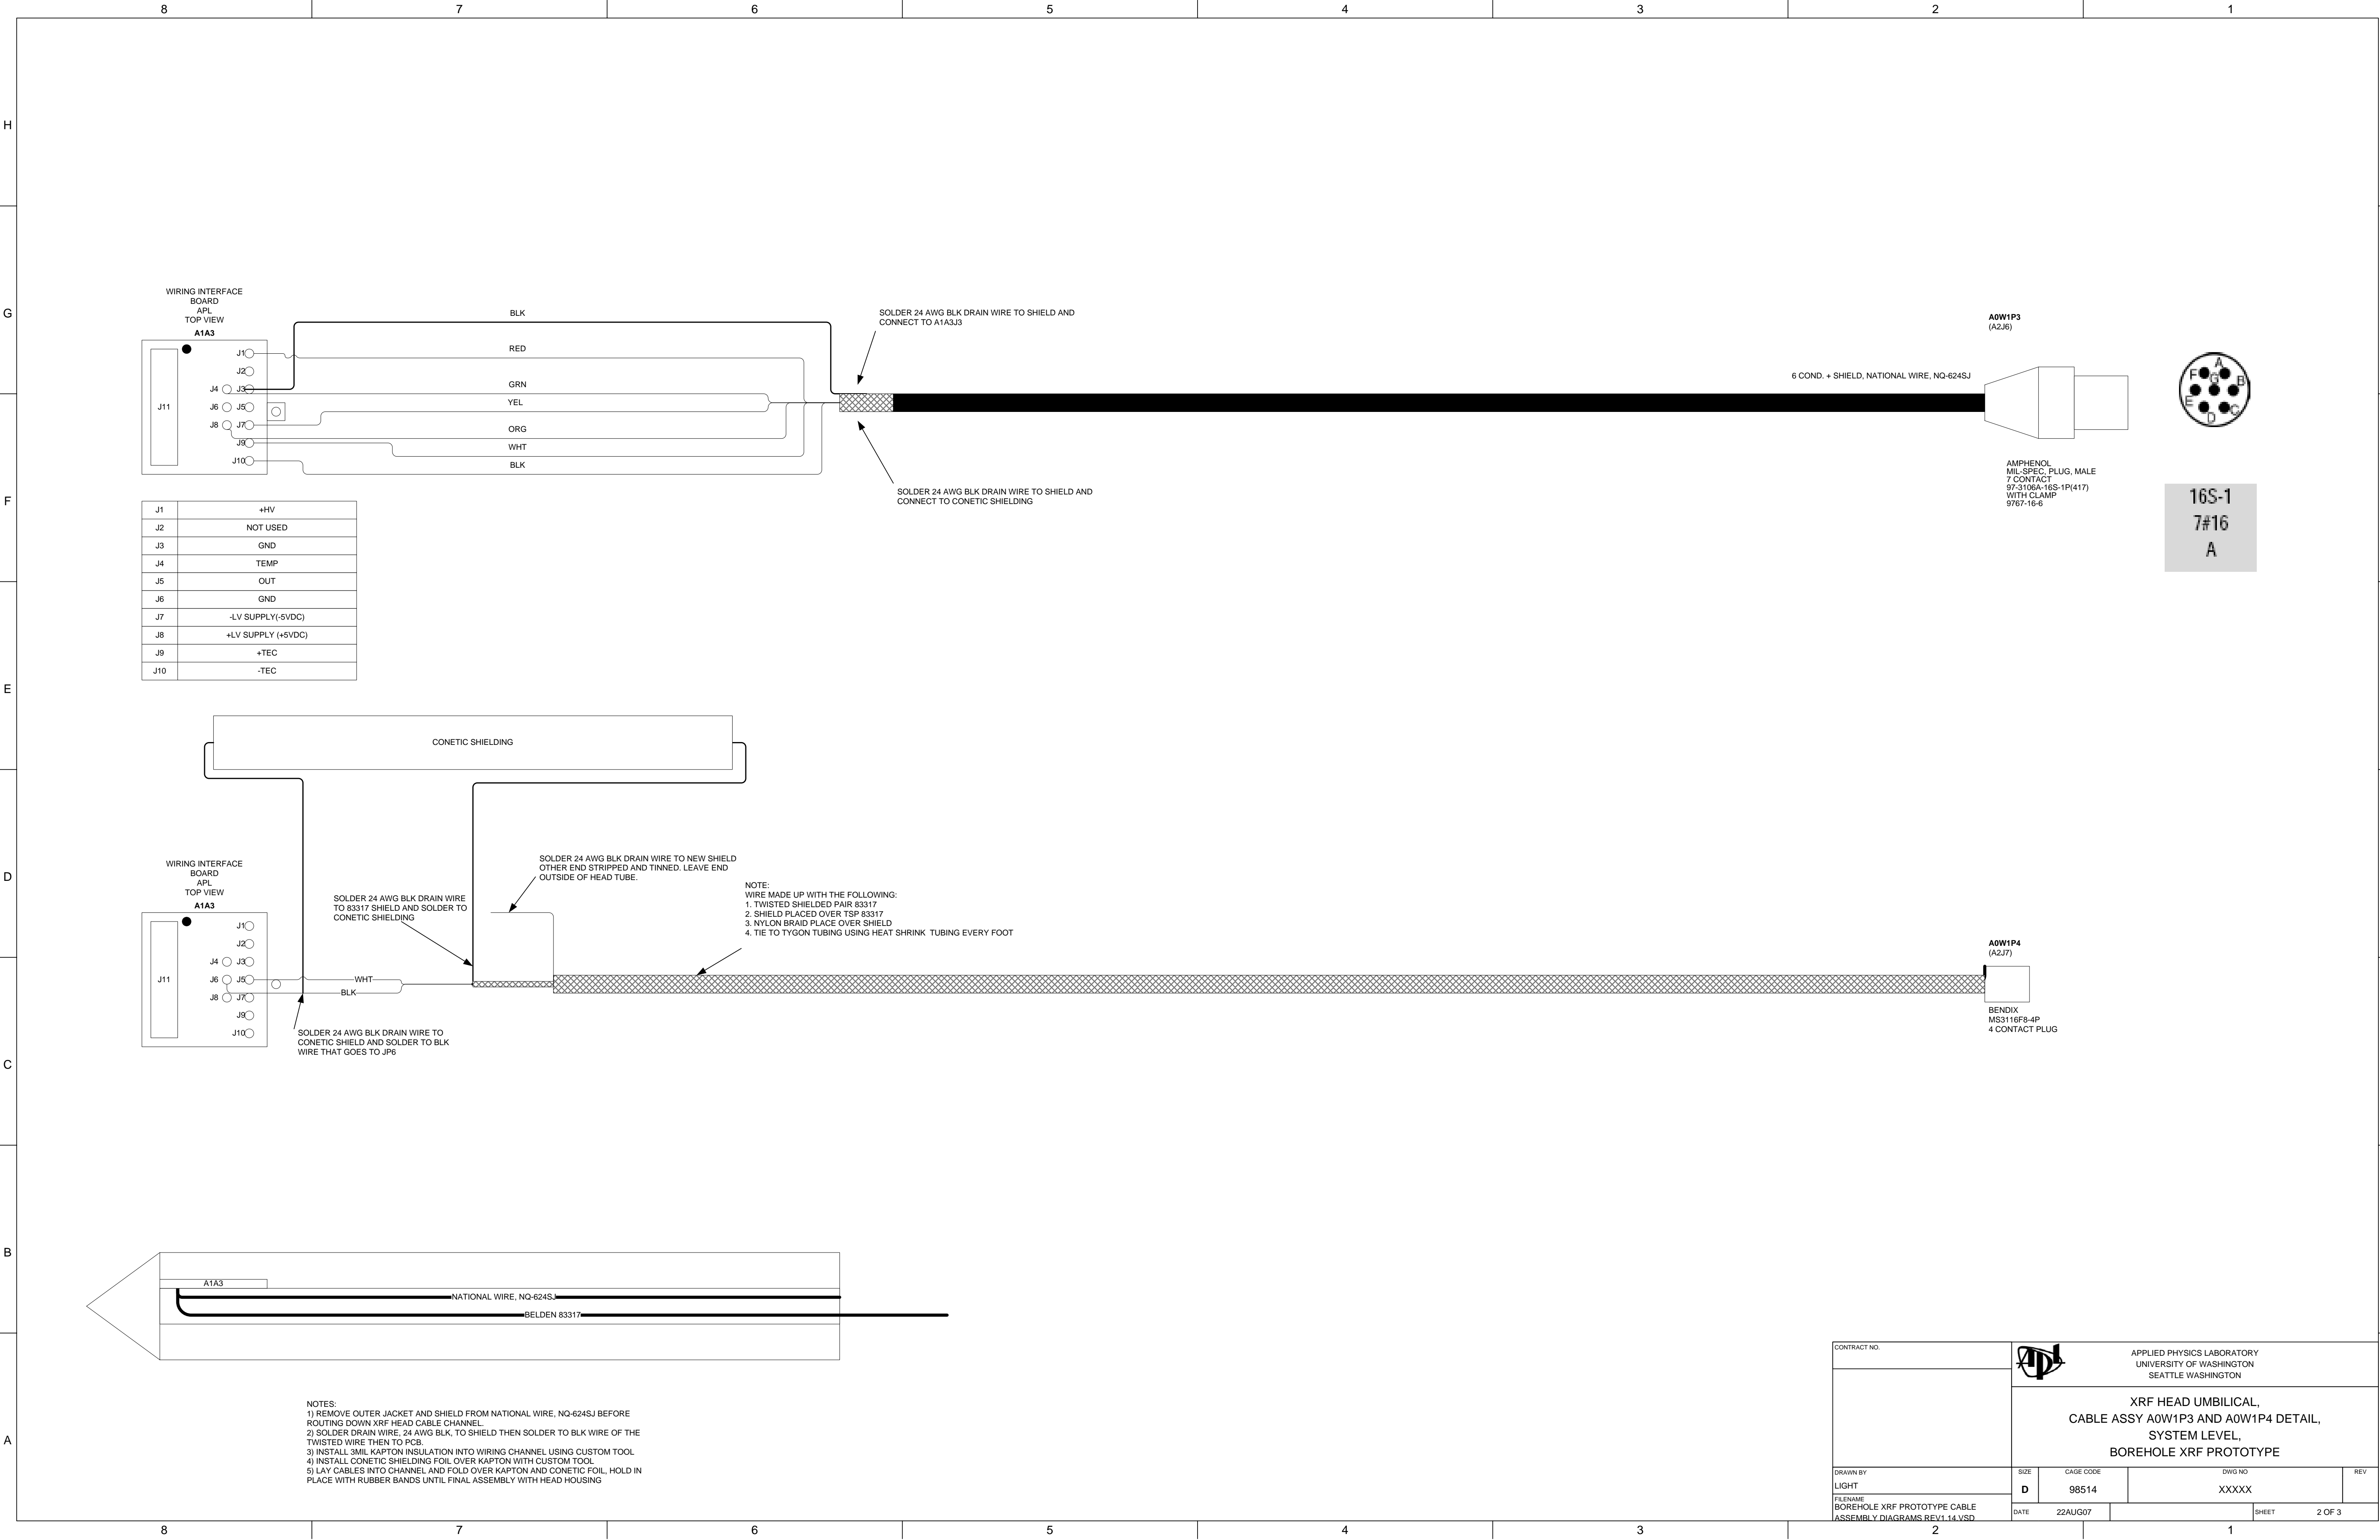 8 7 6 5 4 3 2 1
H
G
F
E
D
C
B
A
WIRING INTERFACE
BOARD
APL
TOP VIEW
A1A3
J11
J1
J2
J4 J3
J6 J5
J8 J7
J9
J10
BLK
RED
GRN
YEL
ORG
WHT
BLK
SOLDER 24 AWG BLK DRAIN WIRE TO SHIELD AND
CONNECT TO A1A3J3
SOLDER 24 AWG BLK DRAIN WIRE TO SHIELD AND
CONNECT TO CONETIC SHIELDING
6 COND. + SHIELD, NATIONAL WIRE, NQ-624SJ
A0W1P3
(A2J6)
AMPHENOL
MIL-SPEC, PLUG, MALE
7 CONTACT
97-3106A-16S-1P(417)
WITH CLAMP
9767-16-6
A
F G B
E C
D
16S-1
7#16
A
J1 +HV
J2 NOT USED
J3 GND
J4 TEMP
J5 OUT
J6 GND
J7 -LV SUPPLY(-5VDC)
J8 +LV SUPPLY (+5VDC)
J9 +TEC
J10 -TEC
CONETIC SHIELDING
WIRING INTERFACE
BOARD
APL
TOP VIEW
A1A3
J11
J1
J2
J4 J3
J6 J5
J8 J7
J9
J10
WHT
BLK
SOLDER 24 AWG BLK DRAIN WIRE
TO 83317 SHIELD AND SOLDER TO
CONETIC SHIELDING
SOLDER 24 AWG BLK DRAIN WIRE TO NEW SHIELD
OTHER END STRIPPED AND TINNED. LEAVE END
OUTSIDE OF HEAD TUBE.
NOTE:
WIRE MADE UP WITH THE FOLLOWING:
1. TWISTED SHIELDED PAIR 83317
2. SHIELD PLACED OVER TSP 83317
3. NYLON BRAID PLACE OVER SHIELD
4. TIE TO TYGON TUBING USING HEAT SHRINK TUBING EVERY FOOT
SOLDER 24 AWG BLK DRAIN WIRE TO
CONETIC SHIELD AND SOLDER TO BLK
WIRE THAT GOES TO JP6
A0W1P4
(A2J7)
BENDIX
MS3116F8-4P
4 CONTACT PLUG
A1A3
NATIONAL WIRE, NQ-624SJ
BELDEN 83317
NOTES:
1) REMOVE OUTER JACKET AND SHIELD FROM NATIONAL WIRE, NQ-624SJ BEFORE
ROUTING DOWN XRF HEAD CABLE CHANNEL.
2) SOLDER DRAIN WIRE, 24 AWG BLK, TO SHIELD THEN SOLDER TO BLK WIRE OF THE
TWISTED WIRE THEN TO PCB.
3) INSTALL 3MIL KAPTON INSULATION INTO WIRING CHANNEL USING CUSTOM TOOL
4) INSTALL CONETIC SHIELDING FOIL OVER KAPTON WITH CUSTOM TOOL
5) LAY CABLES INTO CHANNEL AND FOLD OVER KAPTON AND CONETIC FOIL, HOLD IN
PLACE WITH RUBBER BANDS UNTIL FINAL ASSEMBLY WITH HEAD HOUSING
CONTRACT NO.
APL
APPLIED PHYSICS LABORATORY
UNIVERSITY OF WASHINGTON
SEATTLE WASHINGTON
XRF HEAD UMBILICAL,
CABLE ASSY A0W1P3 AND A0W1P4 DETAIL,
SYSTEM LEVEL,
BOREHOLE XRF PROTOTYPE
DRAWN BY
LIGHT
FILENAME
BOREHOLE XRF PROTOTYPE CABLE
ASSEMBLY DIAGRAMS REV1.14.VSD
SIZE CAGE CODE DWG NO REV
D 98514 XXXXX
DATE 22AUG07 SHEET 2 OF 3
8 7 6 5 4 3 2 1